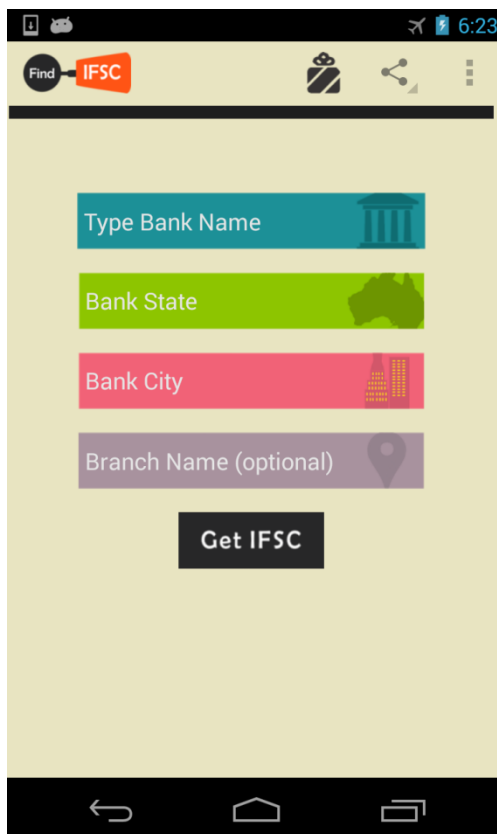 6:23
Find IFSC
Type Bank Name
Bank State
Bank City
Branch Name (optional)
Get IFSC